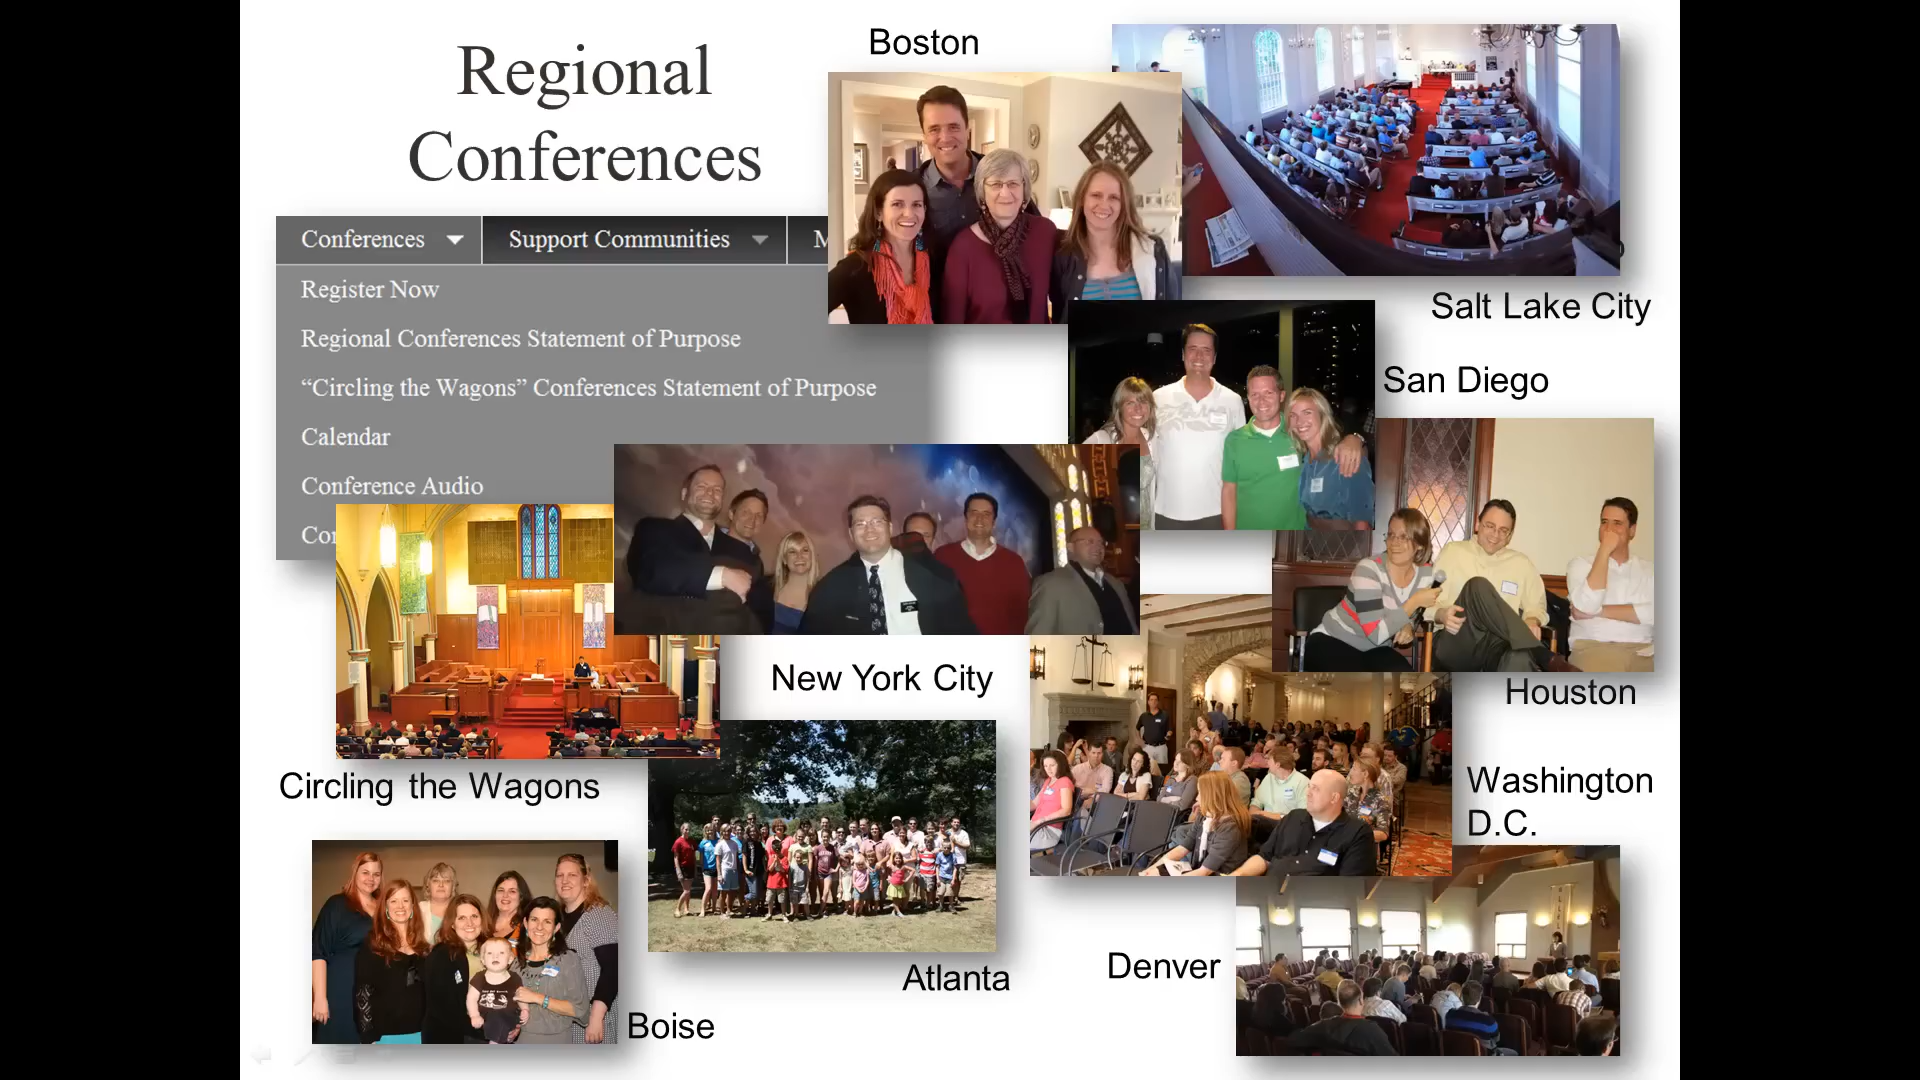 Regional
Conferences
Boston
Conferences
Support Communities
Register Now
Regional Conferences Statement of Purpose
“Circling the Wagons” Conferences Statement of Purpose
Calendar
Conference Audio
Salt Lake City
San Diego
New York City
Houston
Circling the Wagons
Washington
D.C.
Atlanta
Denver
Boise